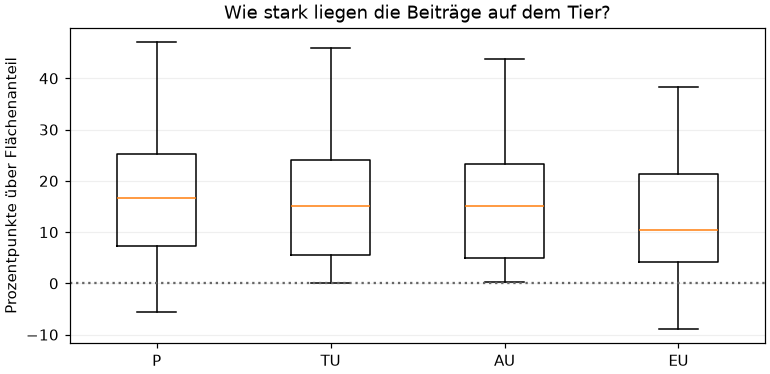 Wie stark liegen die Beiträge auf dem Tier?
Prozentpunkte über Flächenanteil
40
30
20
10
0
−10
P TU AU EU